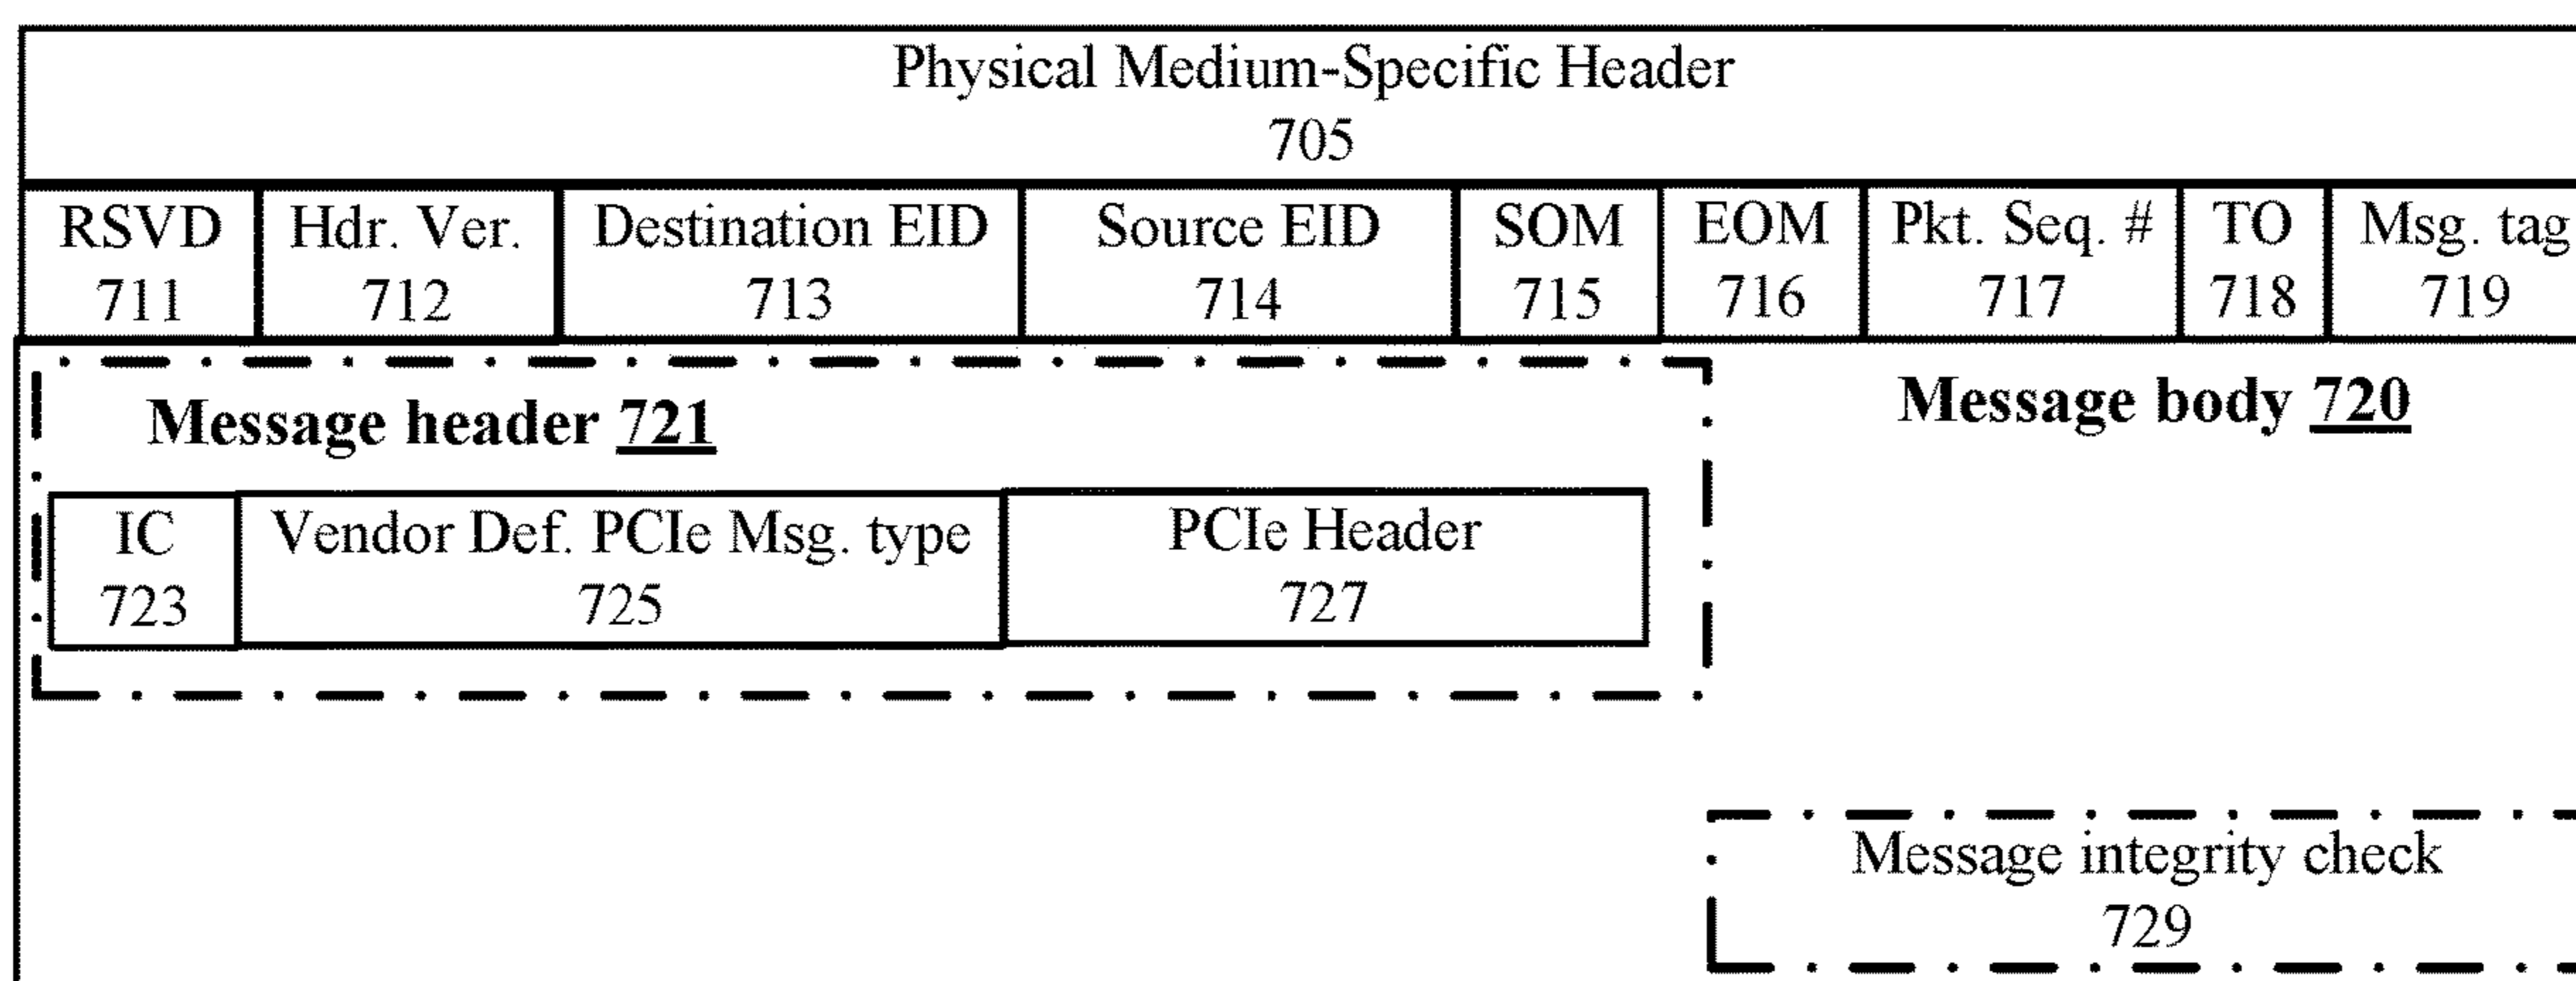 Physical Medium-Specific Header
705
RSVD Hdr. Ver. Destination EID Source EID SOM EOM Pkt. Seq. # TO Msg. tag
711 712 713 714 715 716 717 718 719
Message header 721
Message body 720
IC Vendor Def. PCIe Msg. type PCIe Header
723 725 727
Message integrity check
729